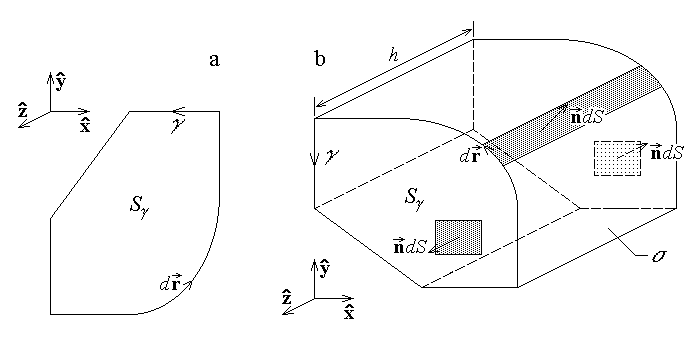 a
ŷ
ẑ
x̂
γ
S_γ
dr⃗
b
h
n⃗dS
dr⃗
n⃗dS
γ
S_γ
n⃗dS
σ
ŷ
ẑ
x̂